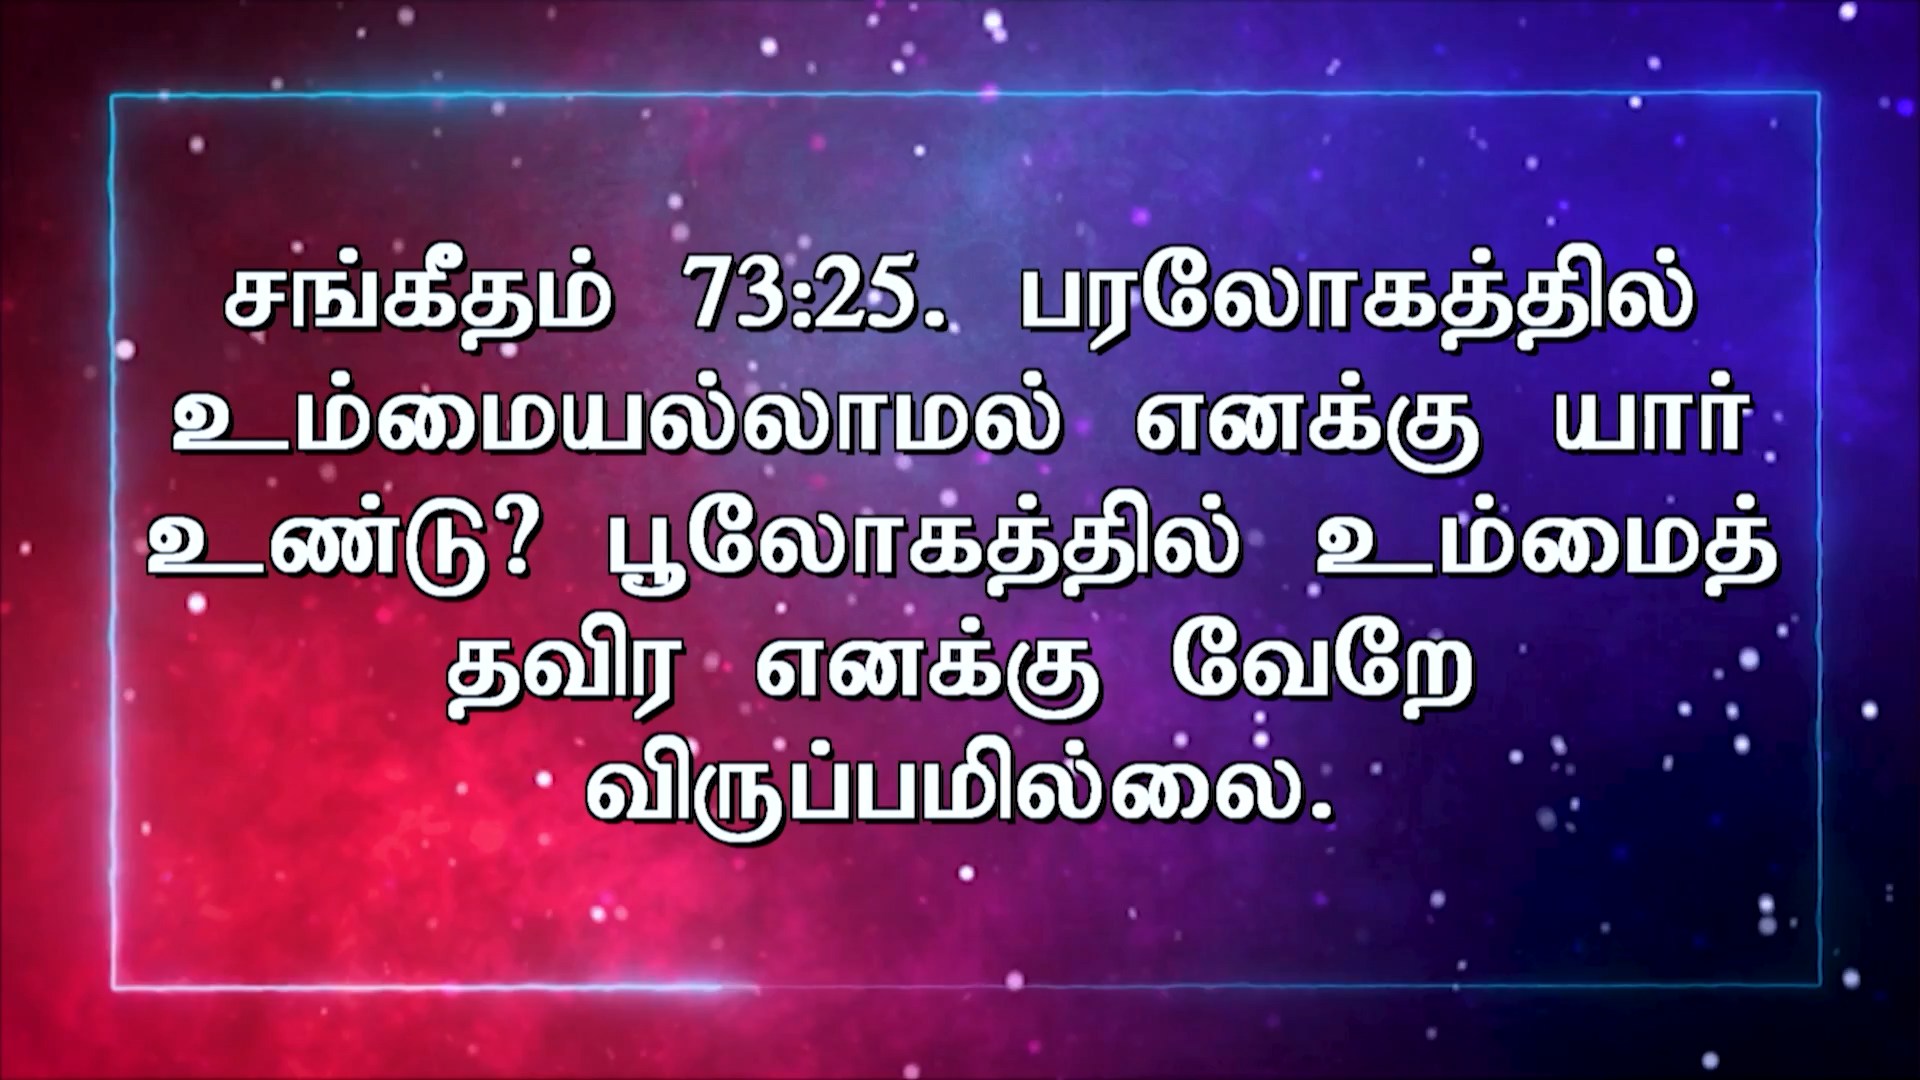 சங்கீதம் 73:25. பரலோகத்தில்
உம்மையல்லாமல் எனக்கு யார்
உண்டு? பூலோகத்தில் உம்மைத்
தவிர எனக்கு வேறே
விருப்பமில்லை.